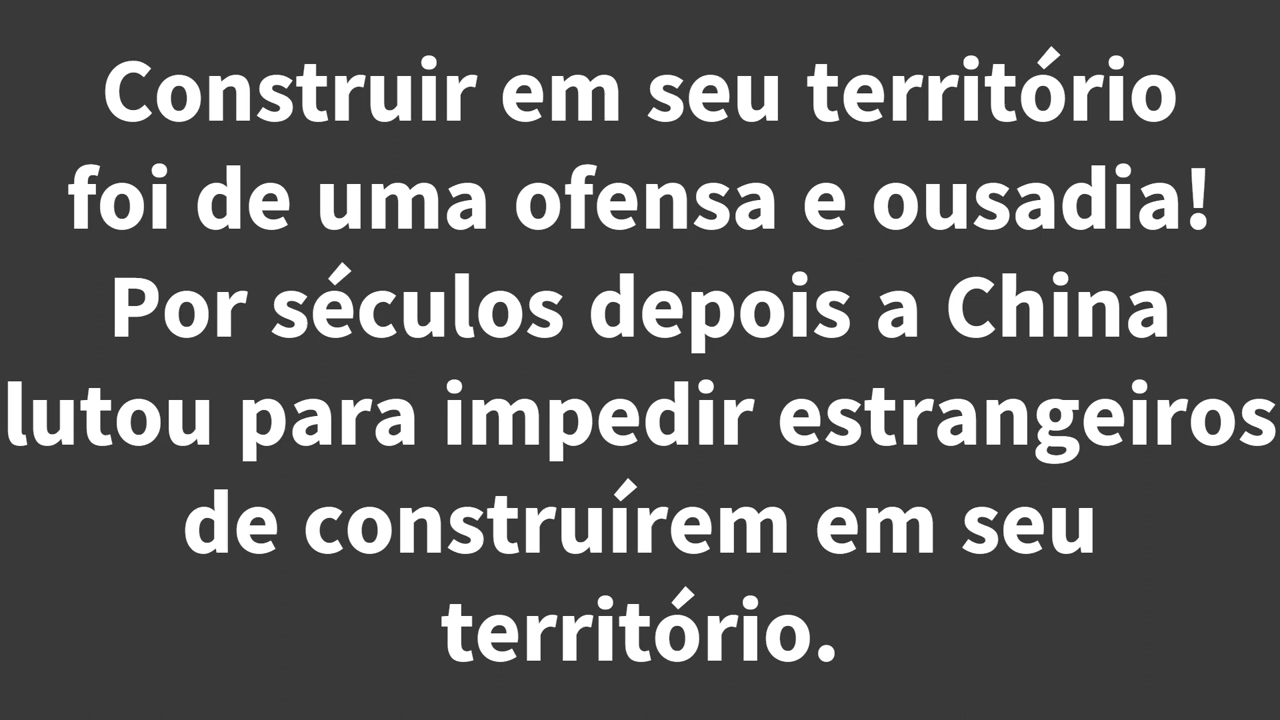 Construir em seu território
foi de uma ofensa e ousadia!
Por séculos depois a China
lutou para impedir estrangeiros
de construírem em seu
território.